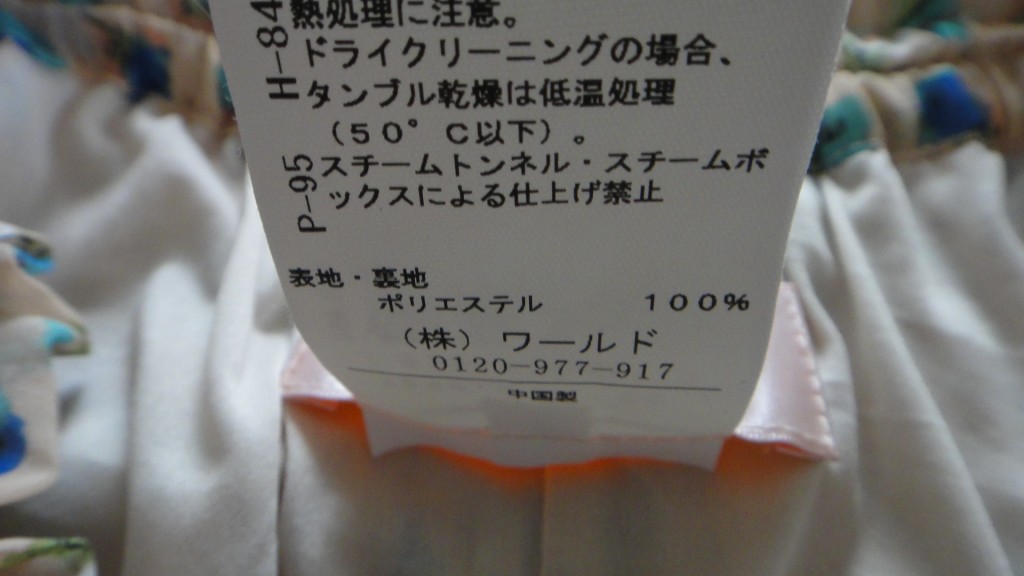 熱処理に注意。
H-84 ドライクリーニングの場合、
タンブル乾燥は低温処理
（50°C以下）。
P-95 スチームトンネル・スチームボ
ックスによる仕上げ禁止
表地・裏地
ポリエステル 100%
（株）ワールド
0120-977-917
中国製